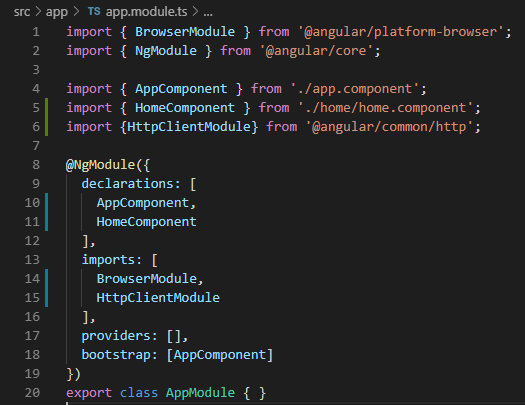 src > app > TS app.module.ts > ...
1 import { BrowserModule } from '@angular/platform-browser';
2 import { NgModule } from '@angular/core';
3
4 import { AppComponent } from './app.component';
5 import { HomeComponent } from './home/home.component';
6 import {HttpClientModule} from '@angular/common/http';
7
8 @NgModule({
9   declarations: [
10     AppComponent,
11     HomeComponent
12   ],
13   imports: [
14     BrowserModule,
15     HttpClientModule
16   ],
17   providers: [],
18   bootstrap: [AppComponent]
19 })
20 export class AppModule { }